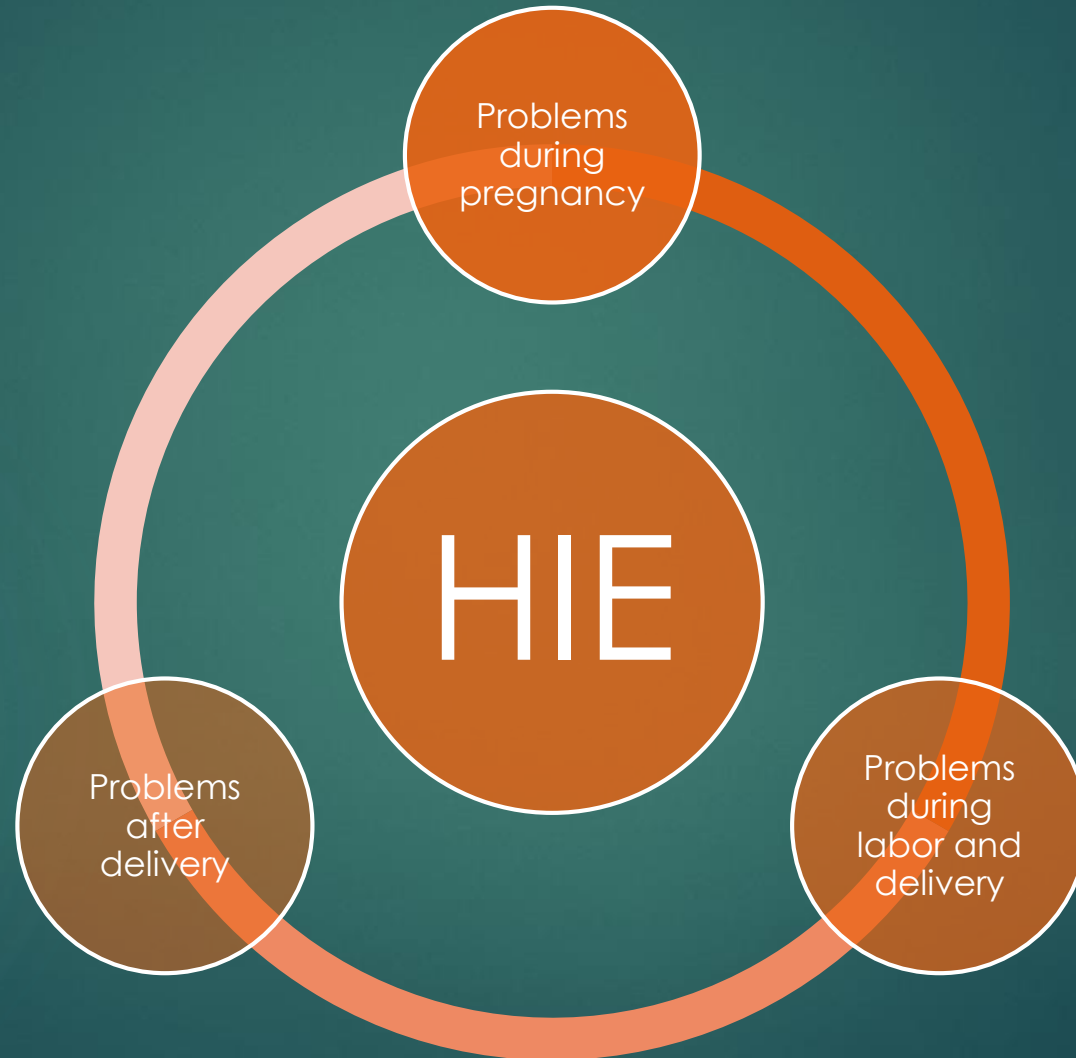 Problems
during
pregnancy
HIE
Problems
after
delivery
Problems
during
labor and
delivery